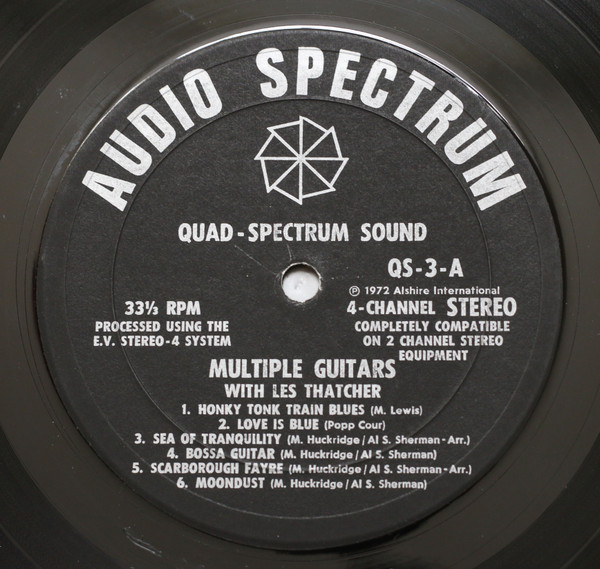 AUDIO SPECTRUM
QUAD-SPECTRUM SOUND
QS-3-A
℗ 1972 Alshire International
33⅓ RPM
PROCESSED USING THE
E.V. STEREO-4 SYSTEM
4-CHANNEL STEREO
COMPLETELY COMPATIBLE
ON 2 CHANNEL STEREO
EQUIPMENT
MULTIPLE GUITARS
WITH LES THATCHER
1. HONKY TONK TRAIN BLUES (M. Lewis)
2. LOVE IS BLUE (Popp Cour)
3. SEA OF TRANQUILITY (M. Huckridge/Al S. Sherman-Arr.)
4. BOSSA GUITAR (M. Huckridge/Al S. Sherman)
5. SCARBOROUGH FAYRE (M. Huckridge/Al S. Sherman-Arr.)
6. MOONDUST (M. Huckridge/Al S. Sherman)